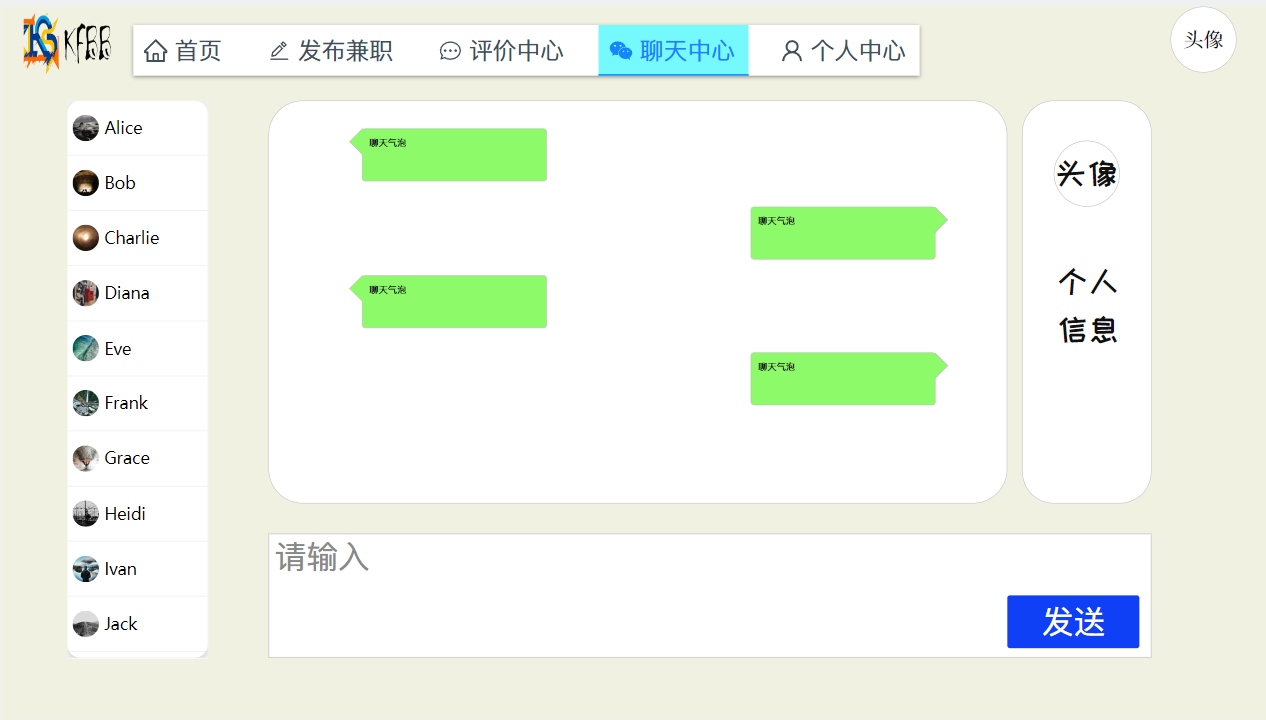 KFBB
首页 发布兼职 评价中心 聊天中心 个人中心
头像
Alice
Bob
Charlie
Diana
Eve
Frank
Grace
Heidi
Ivan
Jack
聊天气泡
聊天气泡
聊天气泡
聊天气泡
头像
个人
信息
请输入
发送